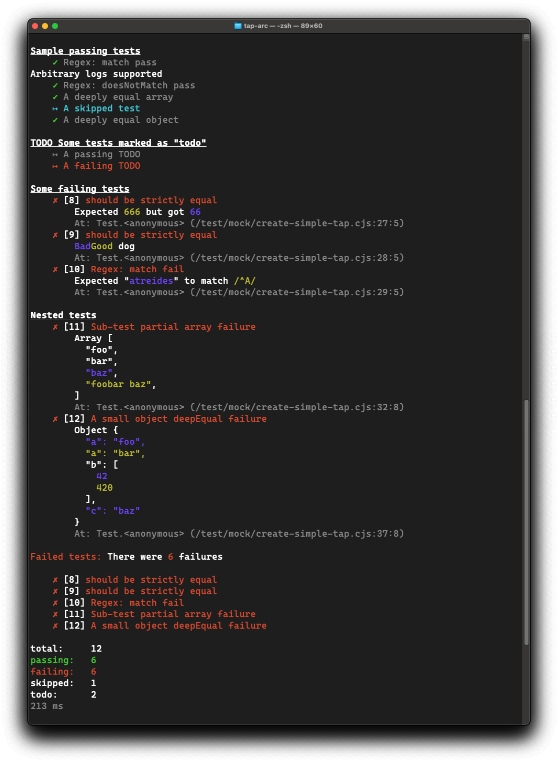 tap-arc — -zsh — 89×60
Sample passing tests
✓ Regex: match pass
Arbitrary logs supported
✓ Regex: doesNotMatch pass
✓ A deeply equal array
↦ A skipped test
✓ A deeply equal object
TODO Some tests marked as "todo"
↦ A passing TODO
↦ A failing TODO
Some failing tests
✗ [8] should be strictly equal
Expected 666 but got 66
At: Test.<anonymous> (/test/mock/create-simple-tap.cjs:27:5)
✗ [9] should be strictly equal
BadGood dog
At: Test.<anonymous> (/test/mock/create-simple-tap.cjs:28:5)
✗ [10] Regex: match fail
Expected "atreides" to match /^A/
At: Test.<anonymous> (/test/mock/create-simple-tap.cjs:29:5)
Nested tests
✗ [11] Sub-test partial array failure
Array [
"foo",
"bar",
"baz",
"foobar baz",
]
At: Test.<anonymous> (/test/mock/create-simple-tap.cjs:32:8)
✗ [12] A small object deepEqual failure
Object {
"a": "foo",
"a": "bar",
"b": [
42
420
],
"c": "baz"
}
At: Test.<anonymous> (/test/mock/create-simple-tap.cjs:37:8)
Failed tests: There were 6 failures
✗ [8] should be strictly equal
✗ [9] should be strictly equal
✗ [10] Regex: match fail
✗ [11] Sub-test partial array failure
✗ [12] A small object deepEqual failure
total: 12
passing: 6
failing: 6
skipped: 1
todo: 2
213 ms